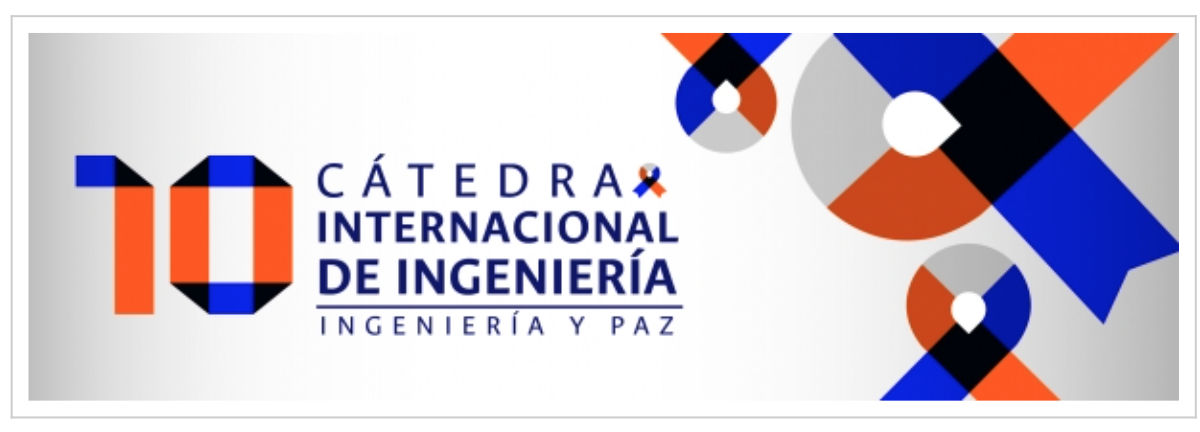 10
CÁTEDRA
INTERNACIONAL
DE INGENIERÍA
INGENIERÍA Y PAZ